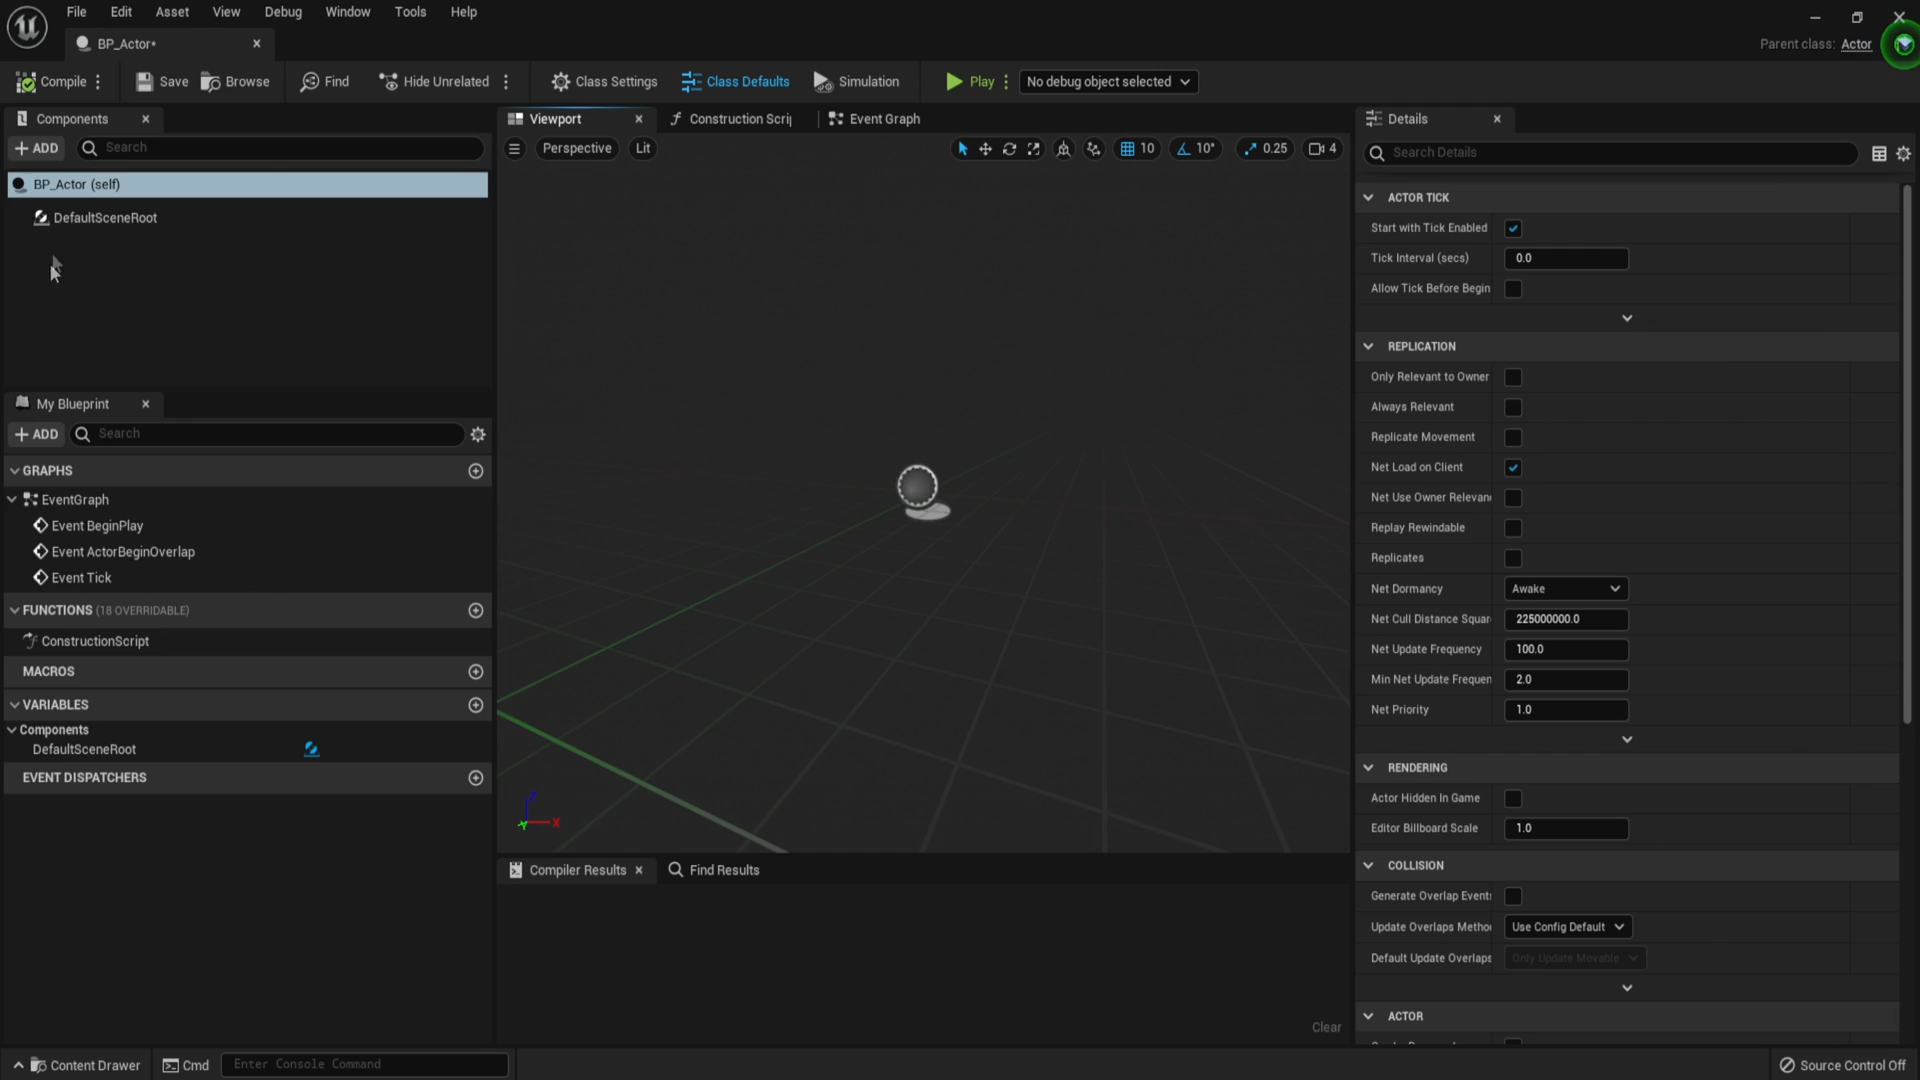 File Edit Asset View Debug Window Tools Help
BP_Actor*
Parent class: Actor
Compile Save Browse Find Hide Unrelated Class Settings Class Defaults Simulation Play No debug object selected
Components
ADD Search
BP_Actor (self)
DefaultSceneRoot
My Blueprint
ADD Search
GRAPHS
EventGraph
Event BeginPlay
Event ActorBeginOverlap
Event Tick
FUNCTIONS (18 OVERRIDABLE)
ConstructionScript
MACROS
VARIABLES
Components
DefaultSceneRoot
EVENT DISPATCHERS
Viewport Construction Scrip Event Graph
Perspective Lit 10 10° 0.25 4
Z
Y X
Compiler Results Find Results
Clear
Details
Search Details
ACTOR TICK
Start with Tick Enabled
Tick Interval (secs) 0.0
Allow Tick Before Begin
REPLICATION
Only Relevant to Owner
Always Relevant
Replicate Movement
Net Load on Client
Net Use Owner Relevan
Replay Rewindable
Replicates
Net Dormancy Awake
Net Cull Distance Squar 225000000.0
Net Update Frequency 100.0
Min Net Update Frequen 2.0
Net Priority 1.0
RENDERING
Actor Hidden In Game
Editor Billboard Scale 1.0
COLLISION
Generate Overlap Events
Update Overlaps Metho Use Config Default
Default Update Overlaps Only Update Movable
ACTOR
Content Drawer Cmd Enter Console Command Source Control Off